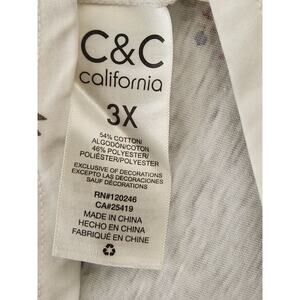 C&C
california
3X
54% COTTON/
ALGODÓN/COTON
46% POLYESTER/
POLIÉSTER/POLYESTER
EXCLUSIVE OF DECORATIONS
EXCEPTO LAS DECORACIONES
SAUF DÉCORATIONS
RN#120246
CA#25419
MADE IN CHINA
HECHO EN CHINA
FABRIQUÉ EN CHINE